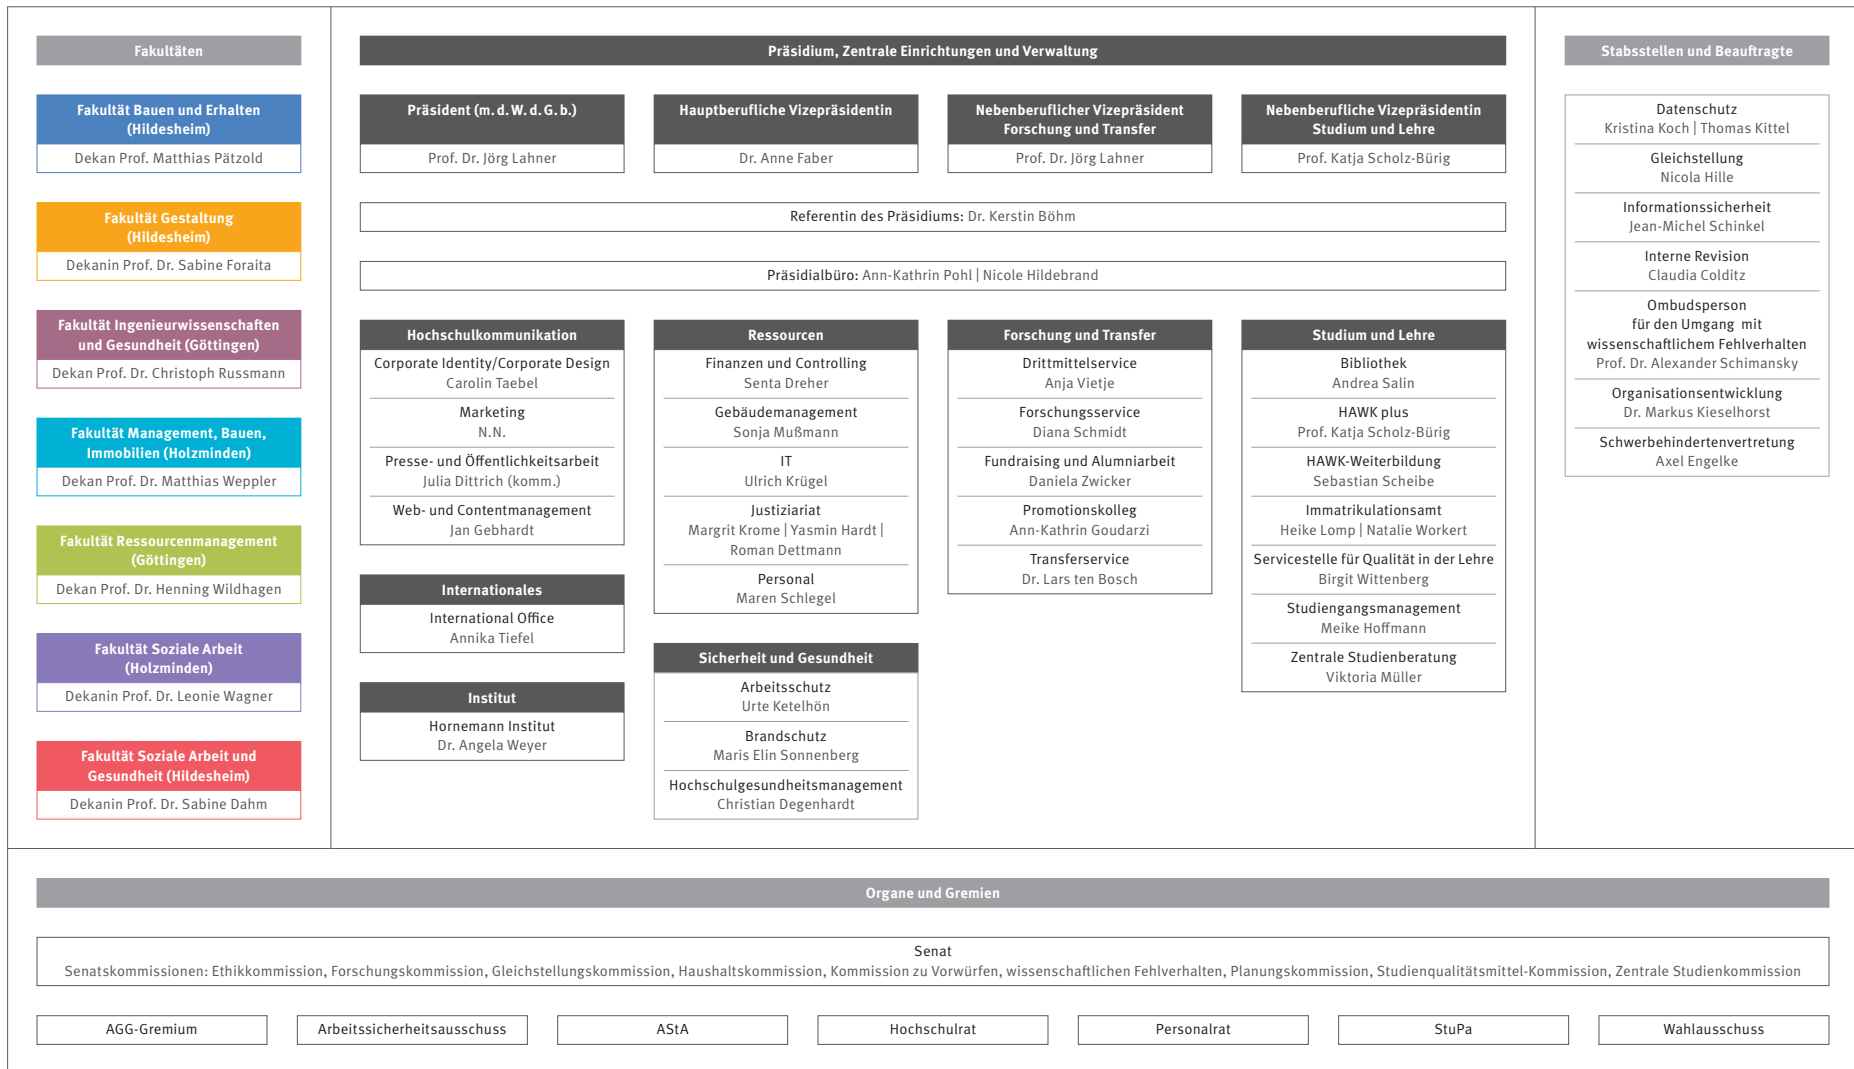 Fakultäten
Fakultät Bauen und Erhalten
(Hildesheim)
Dekan Prof. Matthias Pätzold
Fakultät Gestaltung
(Hildesheim)
Dekanin Prof. Dr. Sabine Foraita
Fakultät Ingenieurwissenschaften
und Gesundheit (Göttingen)
Dekan Prof. Dr. Christoph Russmann
Fakultät Management, Bauen,
Immobilien (Holzminden)
Dekan Prof. Dr. Matthias Weppler
Fakultät Ressourcenmanagement
(Göttingen)
Dekan Prof. Dr. Henning Wildhagen
Fakultät Soziale Arbeit
(Holzminden)
Dekanin Prof. Dr. Leonie Wagner
Fakultät Soziale Arbeit und
Gesundheit (Hildesheim)
Dekanin Prof. Dr. Sabine Dahm
Präsidium, Zentrale Einrichtungen und Verwaltung
Präsident (m. d. W. d. G. b.)
Prof. Dr. Jörg Lahner
Hauptberufliche Vizepräsidentin
Dr. Anne Faber
Nebenberuflicher Vizepräsident
Forschung und Transfer
Prof. Dr. Jörg Lahner
Nebenberufliche Vizepräsidentin
Studium und Lehre
Prof. Katja Scholz-Bürig
Referentin des Präsidiums: Dr. Kerstin Böhm
Präsidialbüro: Ann-Kathrin Pohl | Nicole Hildebrand
Hochschulkommunikation
Corporate Identity/Corporate Design
Carolin Taebel
Marketing
N.N.
Presse- und Öffentlichkeitsarbeit
Julia Dittrich (komm.)
Web- und Contentmanagement
Jan Gebhardt
Internationales
International Office
Annika Tiefel
Institut
Hornemann Institut
Dr. Angela Weyer
Ressourcen
Finanzen und Controlling
Senta Dreher
Gebäudemanagement
Sonja Mußmann
IT
Ulrich Krügel
Justiziariat
Margrit Krome | Yasmin Hardt |
Roman Dettmann
Personal
Maren Schlegel
Sicherheit und Gesundheit
Arbeitsschutz
Urte Ketelhön
Brandschutz
Maris Elin Sonnenberg
Hochschulgesundheitsmanagement
Christian Degenhardt
Forschung und Transfer
Drittmittelservice
Anja Vietje
Forschungsservice
Diana Schmidt
Fundraising und Alumniarbeit
Daniela Zwicker
Promotionskolleg
Ann-Kathrin Goudarzi
Transferservice
Dr. Lars ten Bosch
Studium und Lehre
Bibliothek
Andrea Salin
HAWK plus
Prof. Katja Scholz-Bürig
HAWK-Weiterbildung
Sebastian Scheibe
Immatrikulationsamt
Heike Lomp | Natalie Workert
Servicestelle für Qualität in der Lehre
Birgit Wittenberg
Studiengangsmanagement
Meike Hoffmann
Zentrale Studienberatung
Viktoria Müller
Stabsstellen und Beauftragte
Datenschutz
Kristina Koch | Thomas Kittel
Gleichstellung
Nicola Hille
Informationssicherheit
Jean-Michel Schinkel
Interne Revision
Claudia Colditz
Ombudsperson
für den Umgang mit
wissenschaftlichem Fehlverhalten
Prof. Dr. Alexander Schimansky
Organisationsentwicklung
Dr. Markus Kieselhorst
Schwerbehindertenvertretung
Axel Engelke
Organe und Gremien
Senat
Senatskommissionen: Ethikkommission, Forschungskommission, Gleichstellungskommission, Haushaltskommission, Kommission zu Vorwürfen, wissenschaftlichen Fehlverhalten, Planungskommission, Studienqualitätsmittel-Kommission, Zentrale Studienkommission
AGG-Gremium
Arbeitssicherheitsausschuss
AStA
Hochschulrat
Personalrat
StuPa
Wahlausschuss